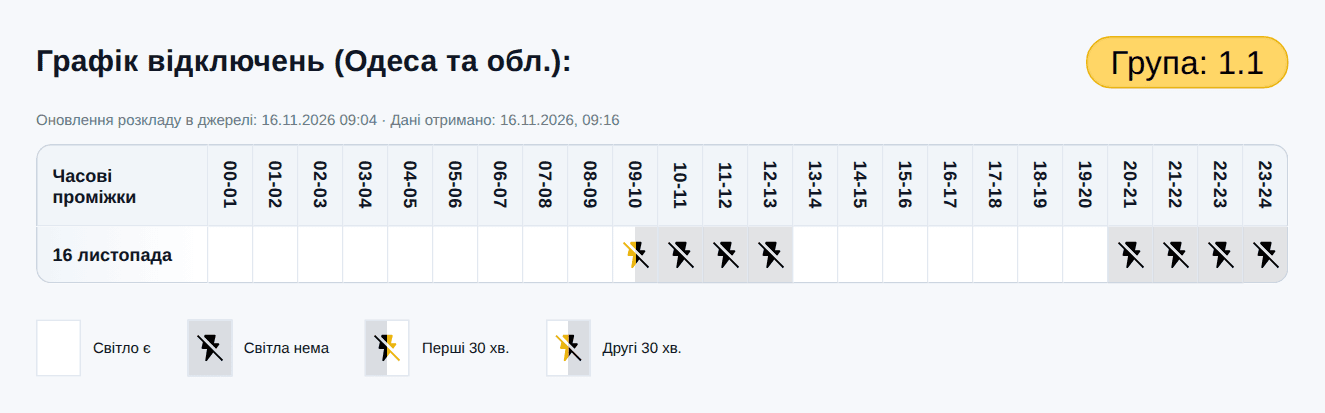 Графік відключень (Одеса та обл.):
Група: 1.1
Оновлення розкладу в джерелі: 16.11.2026 09:04 · Дані отримано: 16.11.2026, 09:16
Часові
проміжки
00-01
01-02
02-03
03-04
04-05
05-06
06-07
07-08
08-09
09-10
10-11
11-12
12-13
13-14
14-15
15-16
16-17
17-18
18-19
19-20
20-21
21-22
22-23
23-24
16 листопада
Світло є
Світла нема
Перші 30 хв.
Другі 30 хв.